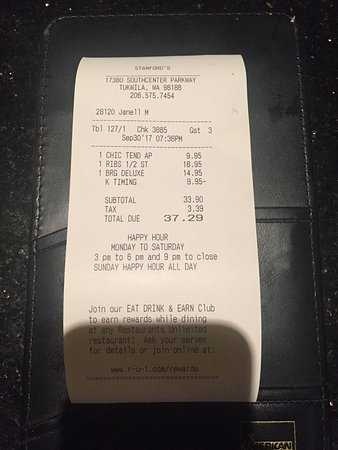 STANFORD'S
17380 SOUTHCENTER PARKWAY
TUKWILA, WA 98188
206.575.7454
28120 Janell M
Tbl 127/1 Chk 3885 Gst 3
Sep30'17 07:36PM
1 CHIC TEND AP 9.95
1 RIBS 1/2 ST 18.95
1 BRG DELUXE 14.95
K TIMING 9.95-
SUBTOTAL 33.90
TAX 3.39
TOTAL DUE 37.29
HAPPY HOUR
MONDAY TO SATURDAY
3 pm to 6 pm and 9 pm to close
SUNDAY HAPPY HOUR ALL DAY
Join our EAT DRINK & EARN Club
to earn rewards while dining
at any Restaurants Unlimited
restaurant! Ask your server
for details or join online at:
www.r-u-i.com/rewards